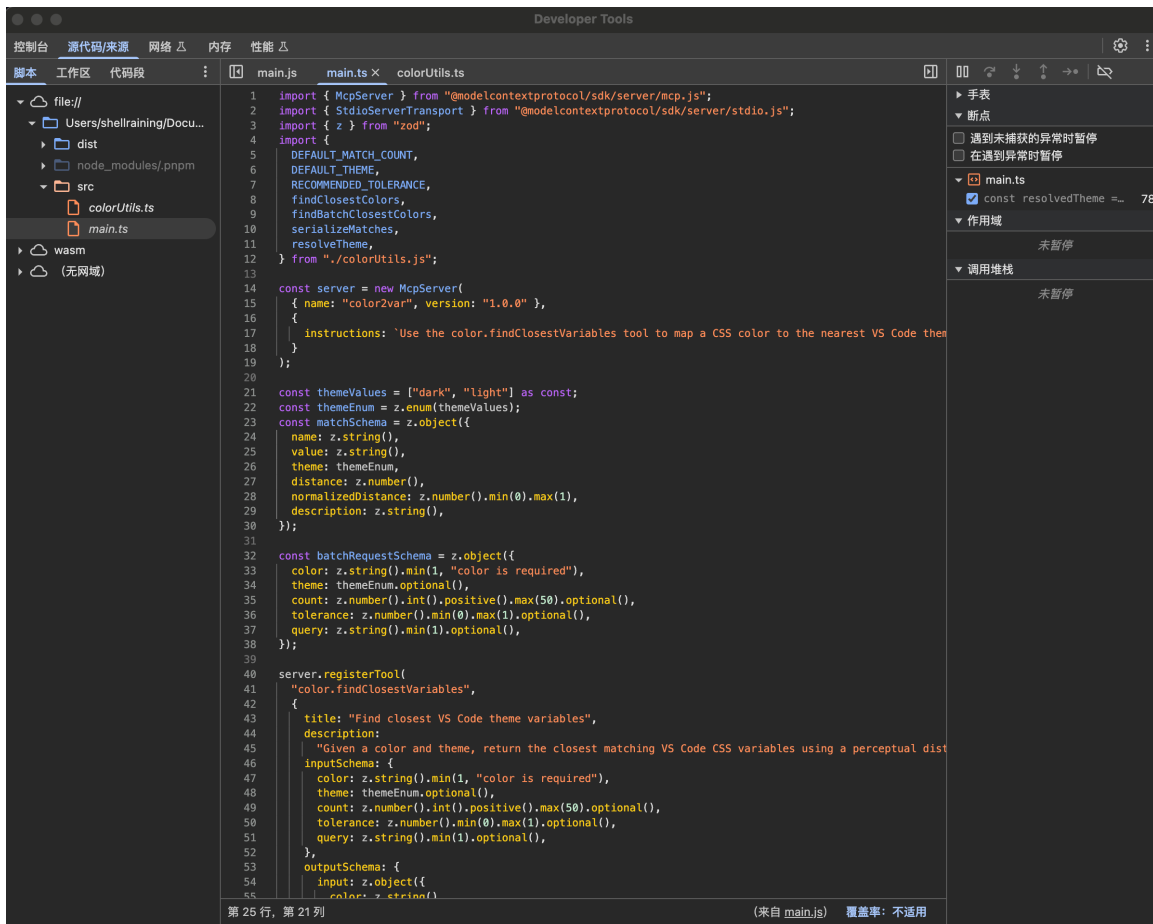 Developer Tools
控制台 源代码/来源 网络 内存 性能
脚本 工作区 代码段
main.js main.ts × colorUtils.ts
file://
Users/shellraining/Docu...
dist
node_modules/.pnpm
src
colorUtils.ts
main.ts
wasm
（无网域）
1 import { McpServer } from "@modelcontextprotocol/sdk/server/mcp.js";
2 import { StdioServerTransport } from "@modelcontextprotocol/sdk/server/stdio.js";
3 import { z } from "zod";
4 import {
5 DEFAULT_MATCH_COUNT,
6 DEFAULT_THEME,
7 RECOMMENDED_TOLERANCE,
8 findClosestColors,
9 findBatchClosestColors,
10 serializeMatches,
11 resolveTheme,
12 } from "./colorUtils.js";
13
14 const server = new McpServer(
15 { name: "color2var", version: "1.0.0" },
16 {
17 instructions: `Use the color.findClosestVariables tool to map a CSS color to the nearest VS Code them
18 }
19 );
20
21 const themeValues = ["dark", "light"] as const;
22 const themeEnum = z.enum(themeValues);
23 const matchSchema = z.object({
24 name: z.string(),
25 value: z.string(),
26 theme: themeEnum,
27 distance: z.number(),
28 normalizedDistance: z.number().min(0).max(1),
29 description: z.string(),
30 });
31
32 const batchRequestSchema = z.object({
33 color: z.string().min(1, "color is required"),
34 theme: themeEnum.optional(),
35 count: z.number().int().positive().max(50).optional(),
36 tolerance: z.number().min(0).max(1).optional(),
37 query: z.string().min(1).optional(),
38 });
39
40 server.registerTool(
41 "color.findClosestVariables",
42 {
43 title: "Find closest VS Code theme variables",
44 description:
45 "Given a color and theme, return the closest matching VS Code CSS variables using a perceptual dist
46 inputSchema: {
47 color: z.string().min(1, "color is required"),
48 theme: themeEnum.optional(),
49 count: z.number().int().positive().max(50).optional(),
50 tolerance: z.number().min(0).max(1).optional(),
51 query: z.string().min(1).optional(),
52 },
53 outputSchema: {
54 input: z.object({
55 color: z.string()
手表
断点
遇到未捕获的异常时暂停
在遇到异常时暂停
main.ts
const resolvedTheme =… 78
作用域
未暂停
调用堆栈
未暂停
第 25 行，第 21 列 （来自 main.js） 覆盖率：不适用